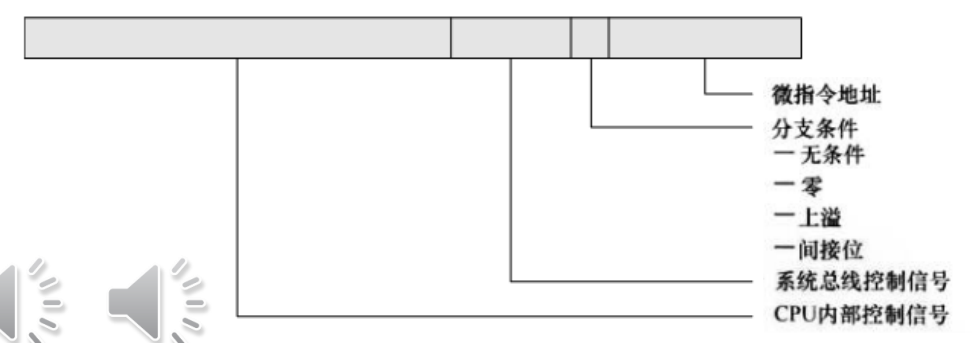 微指令地址
分支条件
一 无条件
一 零
一 上溢
一 间接位
系统总线控制信号
CPU内部控制信号